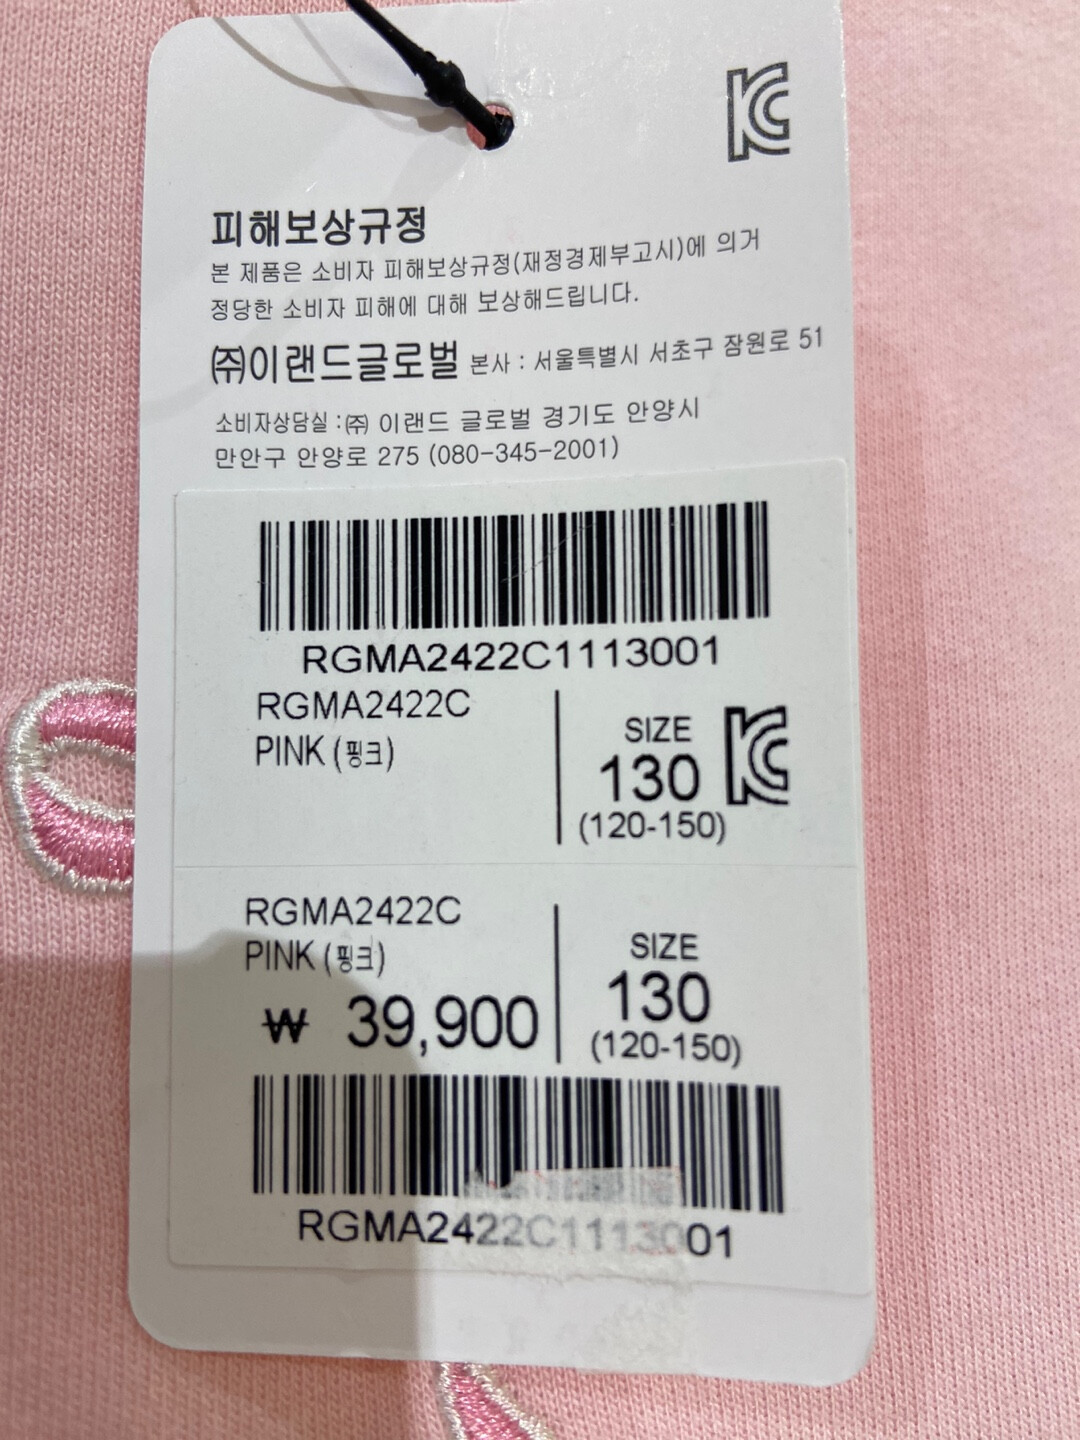 KC
피해보상규정
본 제품은 소비자 피해보상규정(재정경제부고시)에 의거
정당한 소비자 피해에 대해 보상해드립니다.
㈜이랜드글로벌 본사 : 서울특별시 서초구 잠원로 51
소비자상담실 : ㈜ 이랜드 글로벌 경기도 안양시
만안구 안양로 275 (080-345-2001)
RGMA2422C1113001
RGMA2422C
PINK (핑크)
SIZE
130
(120-150)
KC
RGMA2422C
PINK (핑크)
₩ 39,900
SIZE
130
(120-150)
RGMA2422C1113001